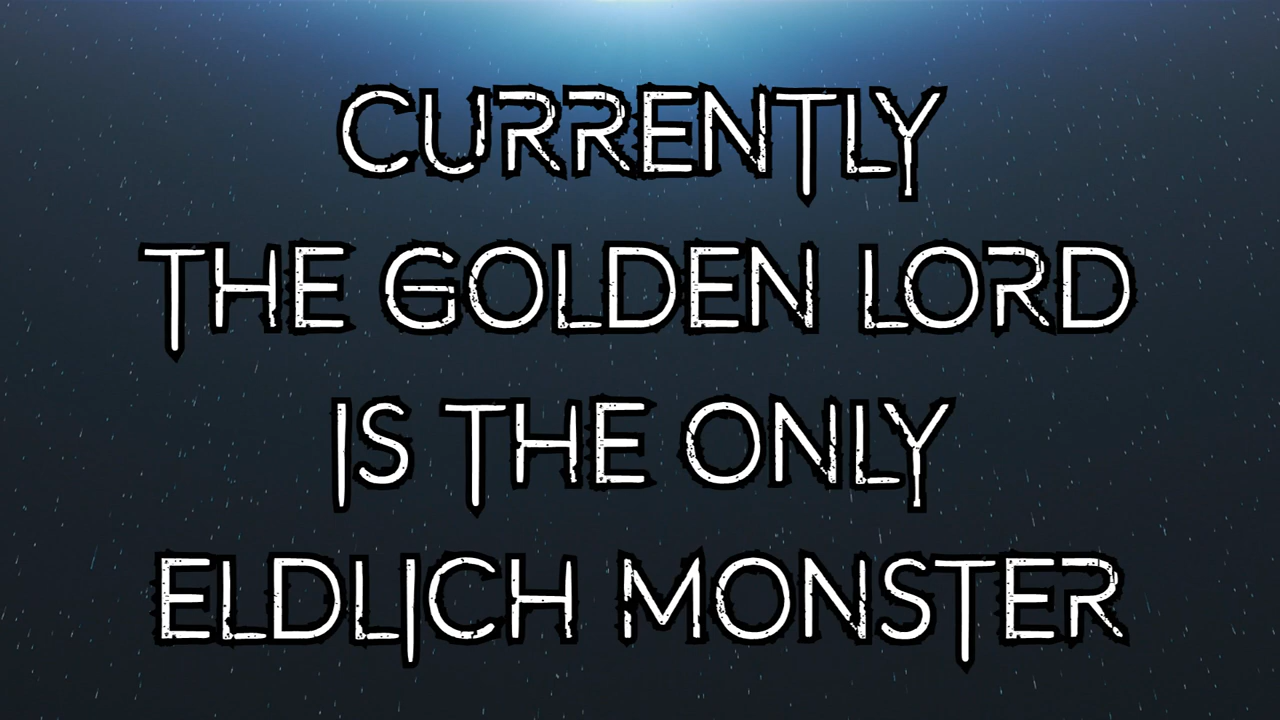 CURRENTLY
THE GOLDEN LORD
IS THE ONLY
ELDLICH MONSTER